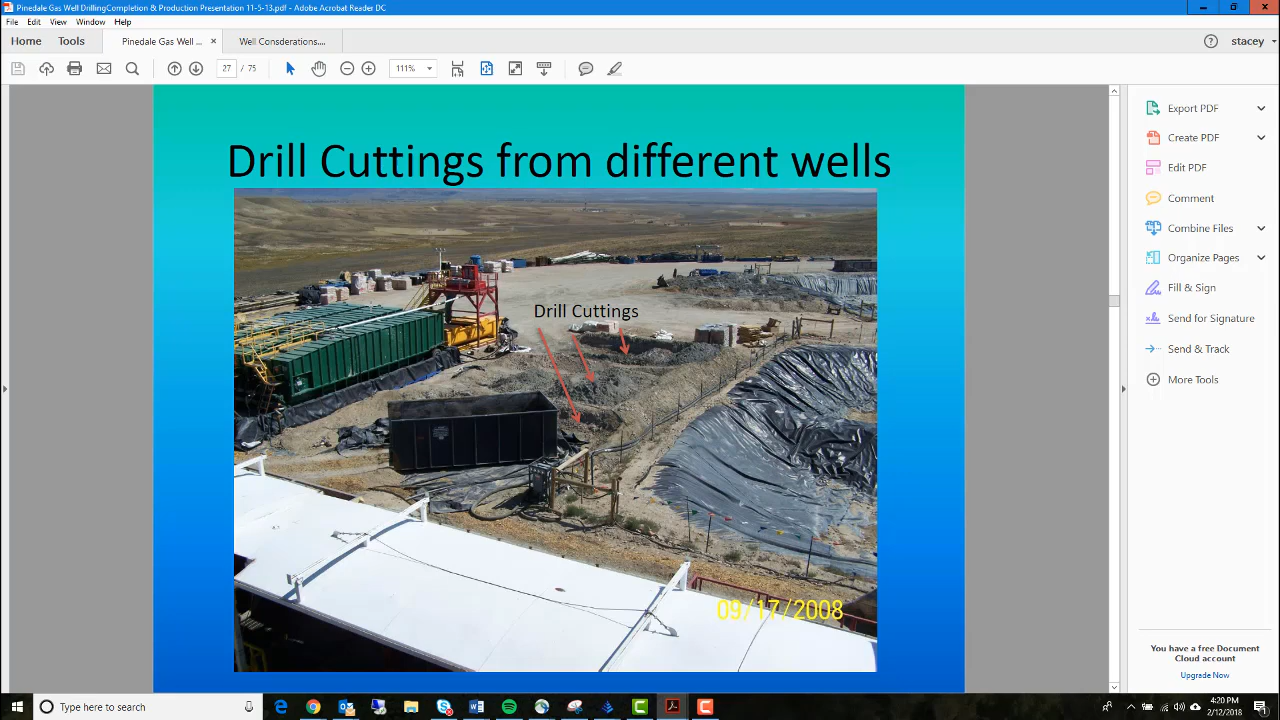 Pinedale Gas Well DrillingCompletion & Production Presentation 11-5-13.pdf - Adobe Acrobat Reader DC
File Edit View Window Help
Home Tools Pinedale Gas Well ... × Well Consderations.... stacey
27 / 75 111%
Export PDF
Create PDF
Edit PDF
Comment
Combine Files
Organize Pages
Fill & Sign
Send for Signature
Send & Track
More Tools
Drill Cuttings from different wells
Drill Cuttings
09/17/2008
You have a free Document
Cloud account
Upgrade Now
Type here to search
4:20 PM
2/12/2018